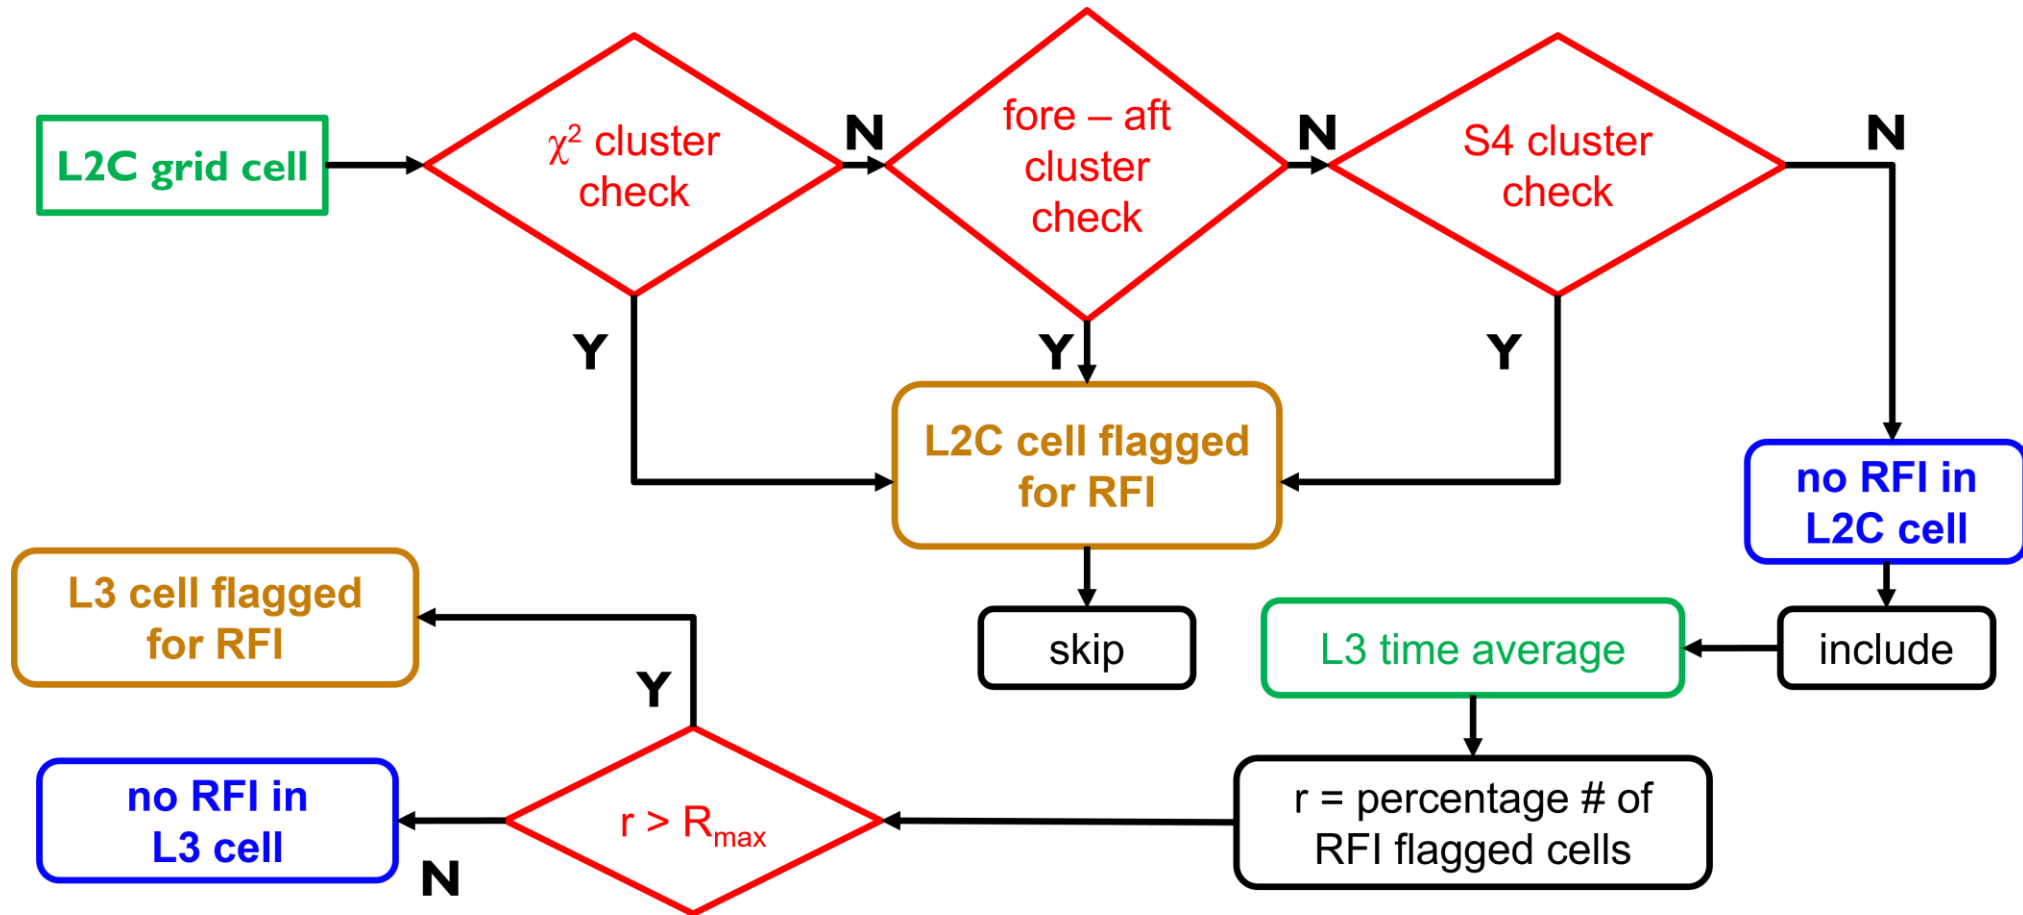 L2C grid cell
χ² cluster
check
N
fore – aft
cluster
check
N
S4 cluster
check
N
Y
Y
Y
L2C cell flagged
for RFI
no RFI in
L2C cell
L3 cell flagged
for RFI
skip
L3 time average
include
Y
no RFI in
L3 cell
N
r > Rmax
r = percentage # of
RFI flagged cells